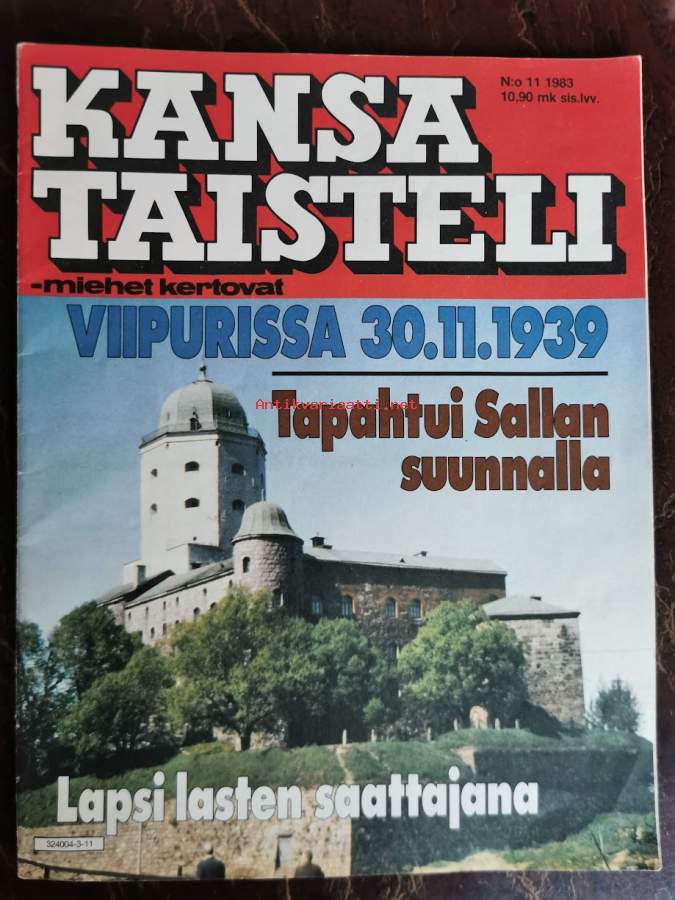 KANSA
TAISTELI
N:o 11 1983
10,90 mk sis.lvv.
-miehet kertovat
VIIPURISSA 30.11.1939
Antikvariaatti.net
Tapahtui Sallan
suunnalla
Lapsi lasten saattajana
324004-3-11